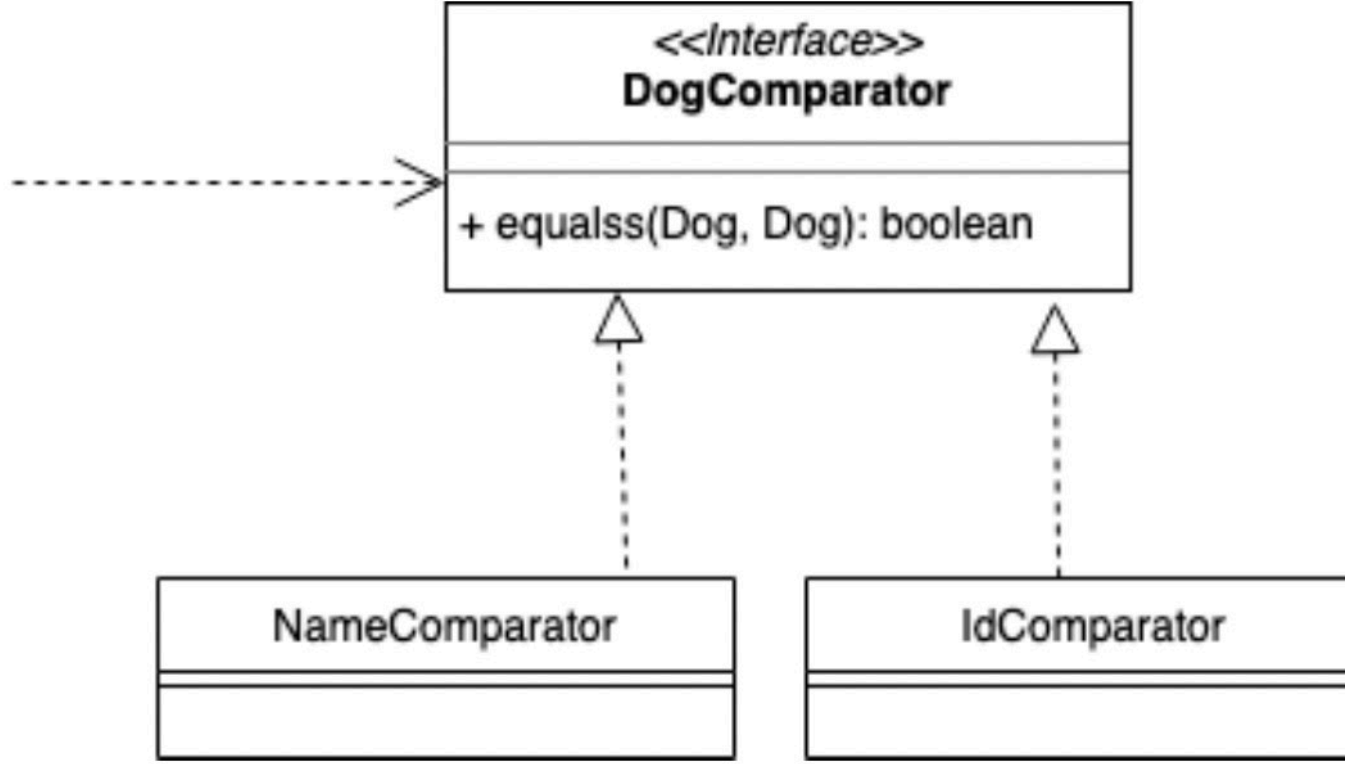 <<Interface>>
DogComparator
+ equalss(Dog, Dog): boolean
NameComparator
IdComparator